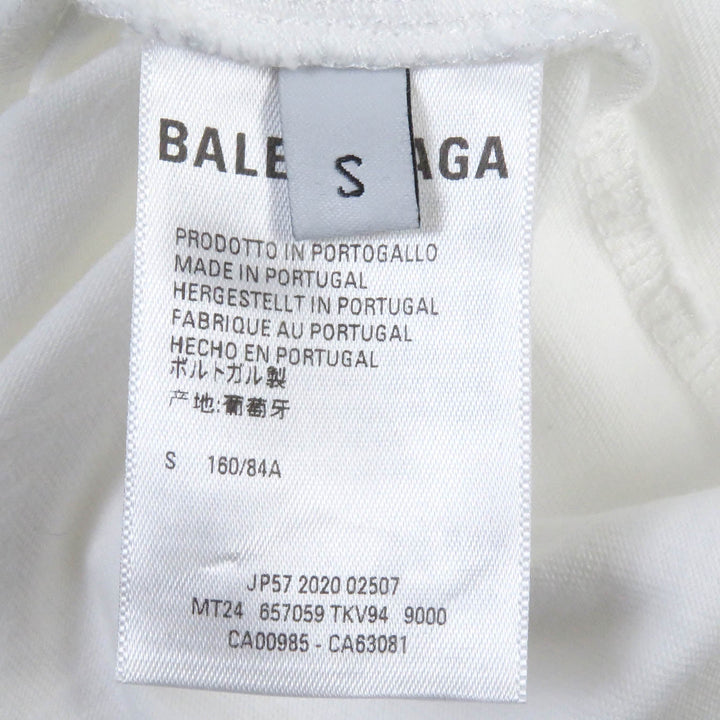 BALE AGA
S
PRODOTTO IN PORTOGALLO
MADE IN PORTUGAL
HERGESTELLT IN PORTUGAL
FABRIQUE AU PORTUGAL
HECHO EN PORTUGAL
ポルトガル製
产地:葡萄牙
S 160/84A
JP57 2020 02507
MT24 657059 TKV94 9000
CA00985 - CA63081